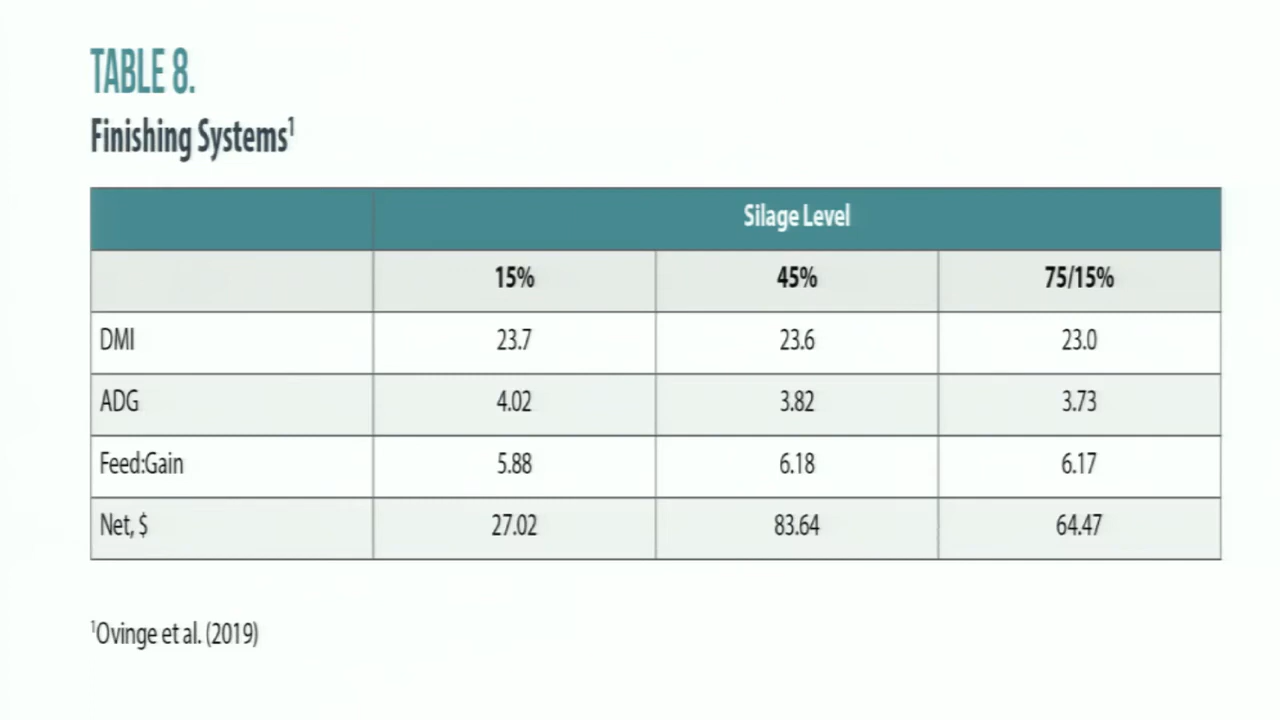 TABLE 8.
Finishing Systems¹
Silage Level
15% 45% 75/15%
DMI 23.7 23.6 23.0
ADG 4.02 3.82 3.73
Feed:Gain 5.88 6.18 6.17
Net, $ 27.02 83.64 64.47
¹Ovinge et al. (2019)